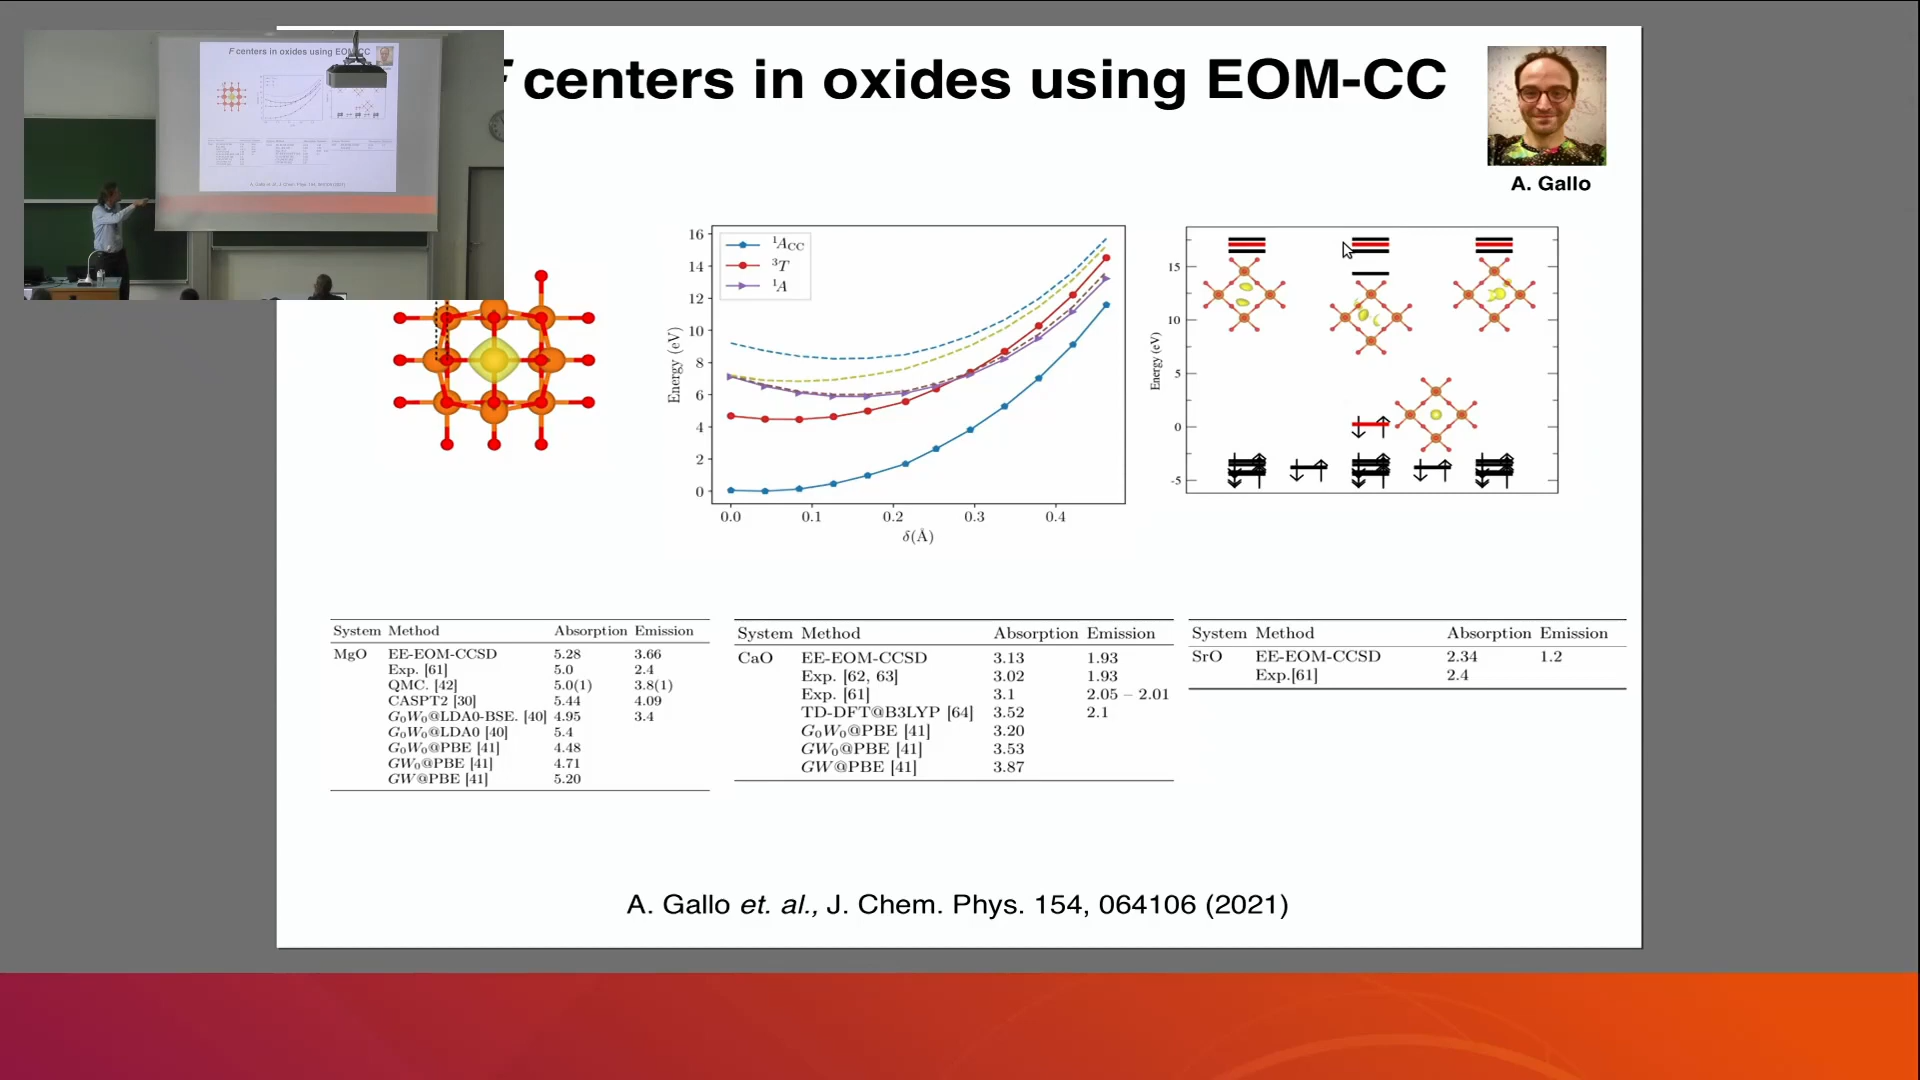 F centers in oxides using EOM-CC
F centers in oxides using EOM-CC
A. Gallo
16
14
12
10
8
6
4
2
0
Energy (eV)
¹A_CC
³T
¹A
0.0 0.1 0.2 0.3 0.4
δ(Å)
15
10
5
0
-5
Energy (eV)
System Method Absorption Emission
MgO EE-EOM-CCSD 5.28 3.66
Exp. [61] 5.0 2.4
QMC. [42] 5.0(1) 3.8(1)
CASPT2 [30] 5.44 4.09
G₀W₀@LDA0-BSE. [40] 4.95 3.4
G₀W₀@LDA0 [40] 5.4
G₀W₀@PBE [41] 4.48
GW₀@PBE [41] 4.71
GW@PBE [41] 5.20
System Method Absorption Emission
CaO EE-EOM-CCSD 3.13 1.93
Exp. [62, 63] 3.02 1.93
Exp. [61] 3.1 2.05 – 2.01
TD-DFT@B3LYP [64] 3.52 2.1
G₀W₀@PBE [41] 3.20
GW₀@PBE [41] 3.53
GW@PBE [41] 3.87
System Method Absorption Emission
SrO EE-EOM-CCSD 2.34 1.2
Exp.[61] 2.4
A. Gallo et. al., J. Chem. Phys. 154, 064106 (2021)